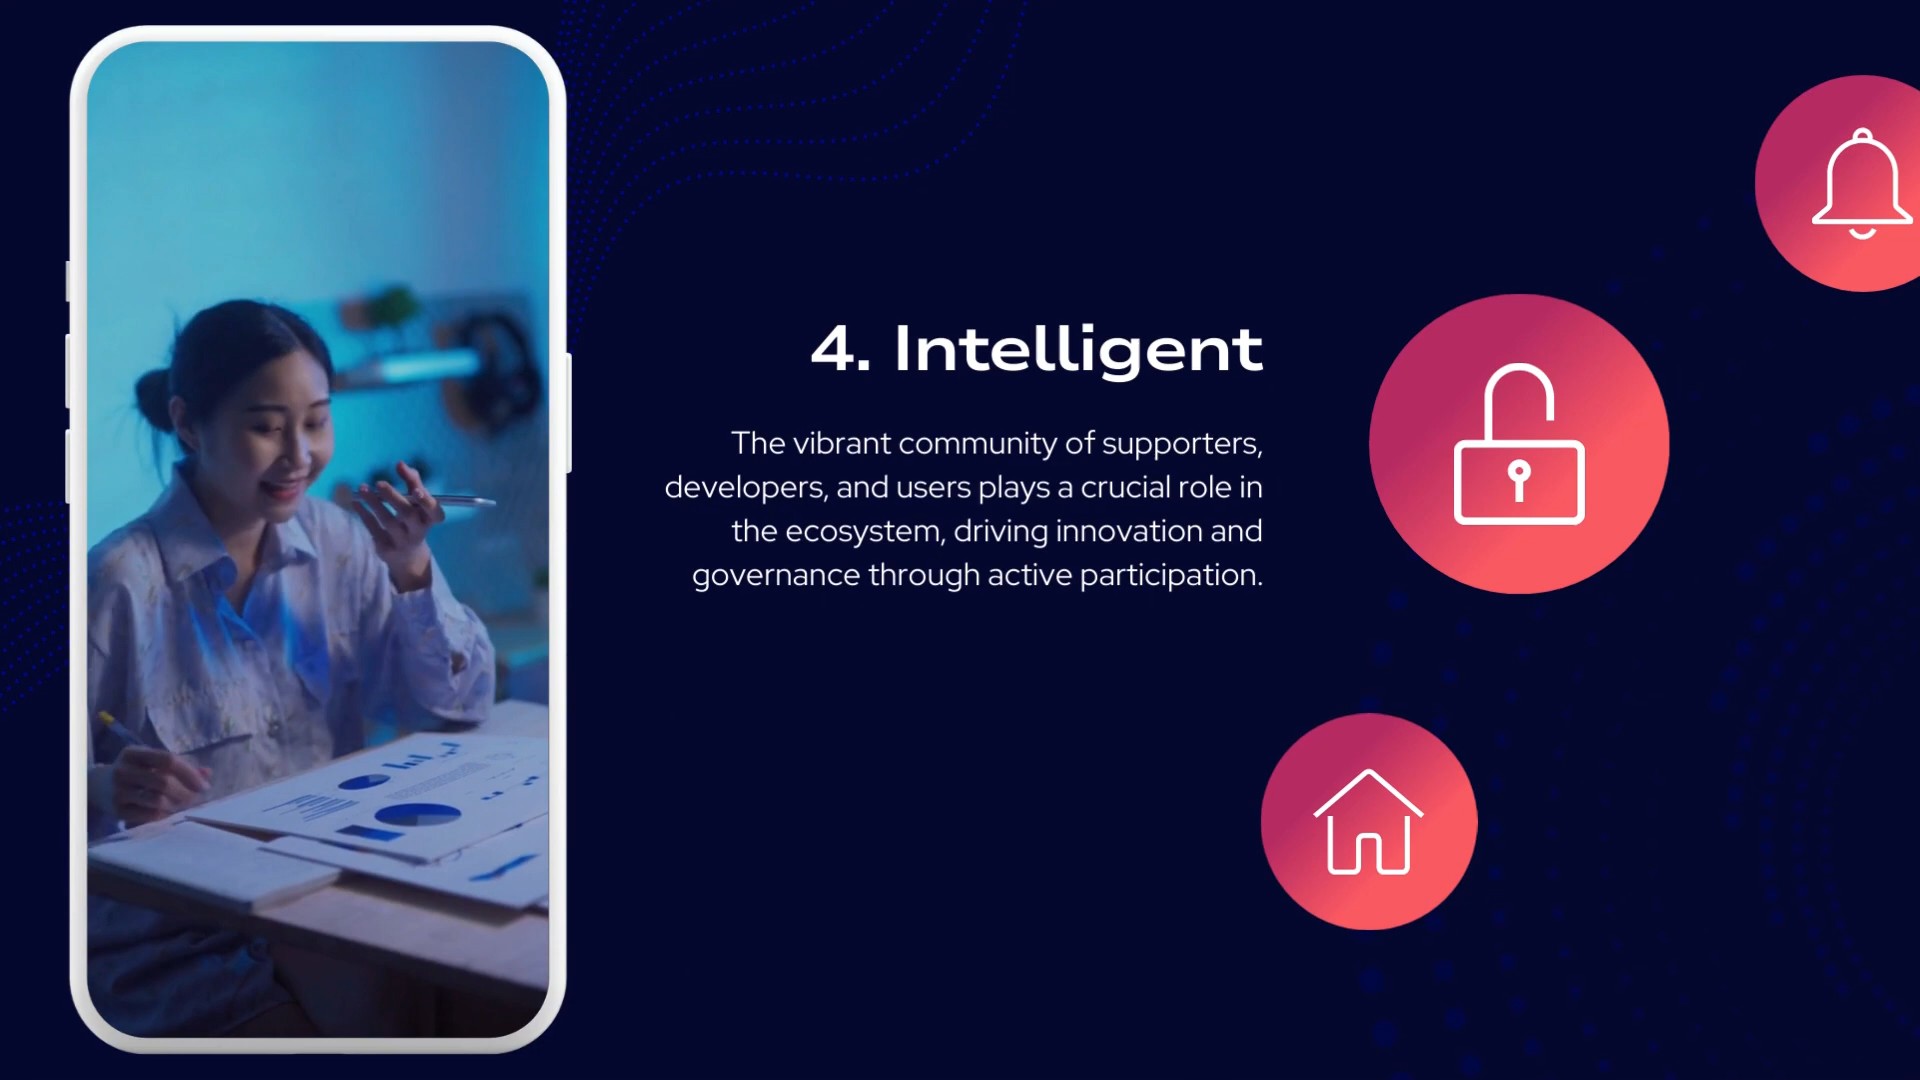 4. Intelligent
The vibrant community of supporters,
developers, and users plays a crucial role in
the ecosystem, driving innovation and
governance through active participation.